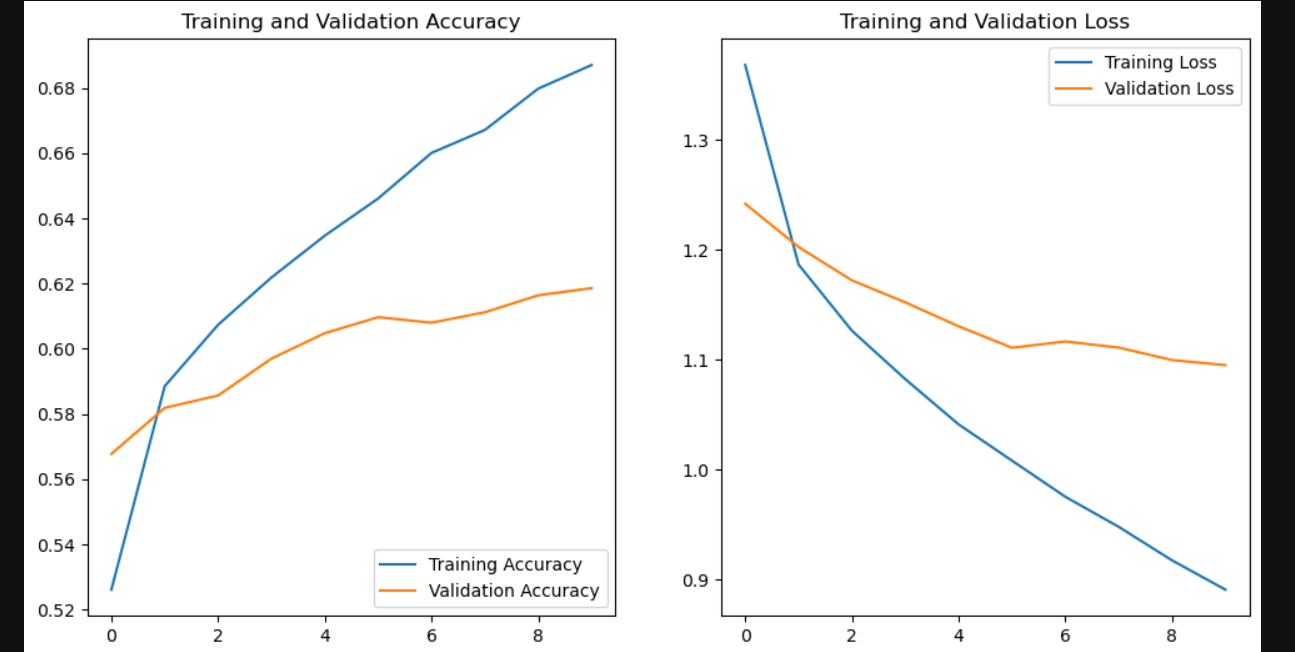 Training and Validation Accuracy
0.68
0.66
0.64
0.62
0.60
0.58
0.56
0.54
0.52
0 2 4 6 8
Training Accuracy
Validation Accuracy
Training and Validation Loss
1.3
1.2
1.1
1.0
0.9
0 2 4 6 8
Training Loss
Validation Loss